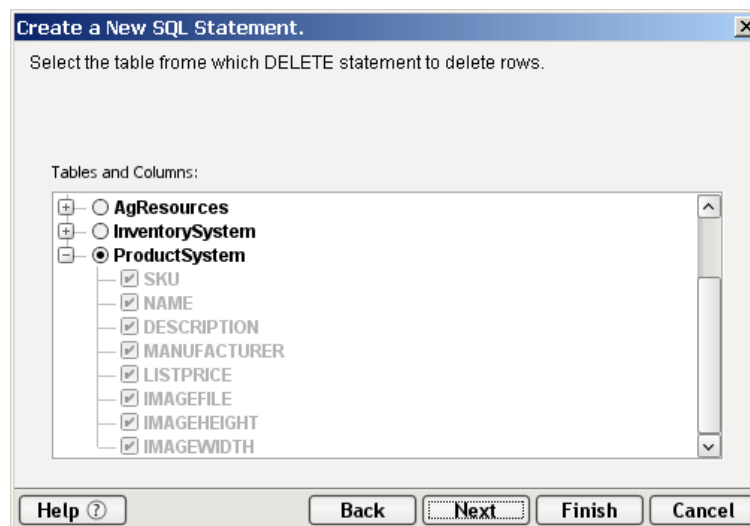 Create a New SQL Statement.
Select the table frome which DELETE statement to delete rows.
Tables and Columns:
AgResources
InventorySystem
ProductSystem
SKU
NAME
DESCRIPTION
MANUFACTURER
LISTPRICE
IMAGEFILE
IMAGEHEIGHT
IMAGEWIDTH
Help ? Back Next Finish Cancel